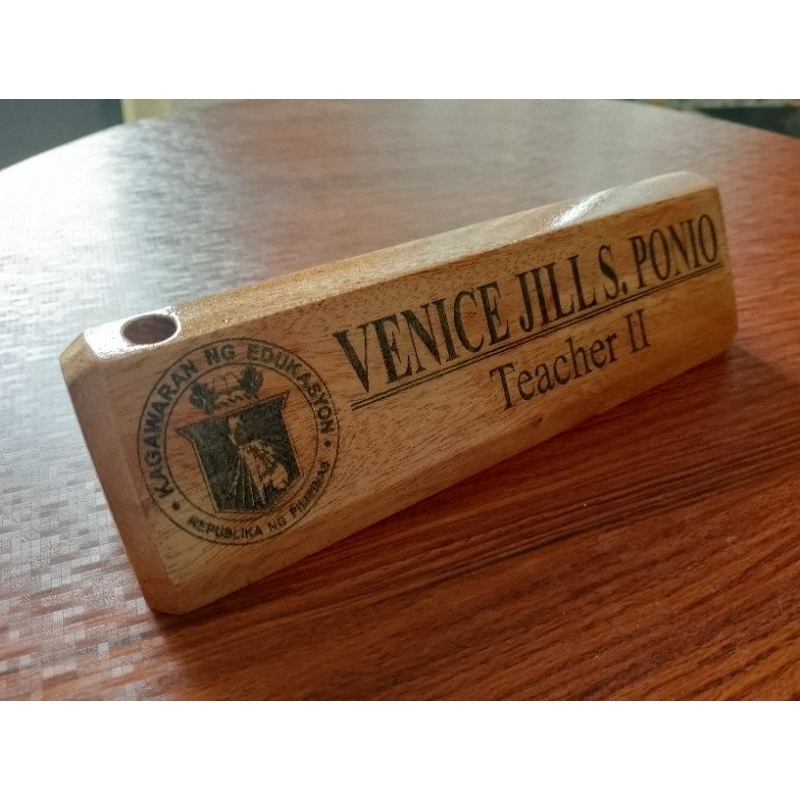 VENICE JILL S. PONIO
Teacher II
KAGAWARAN NG EDUKASYON
REPUBLIKA NG PILIPINAS